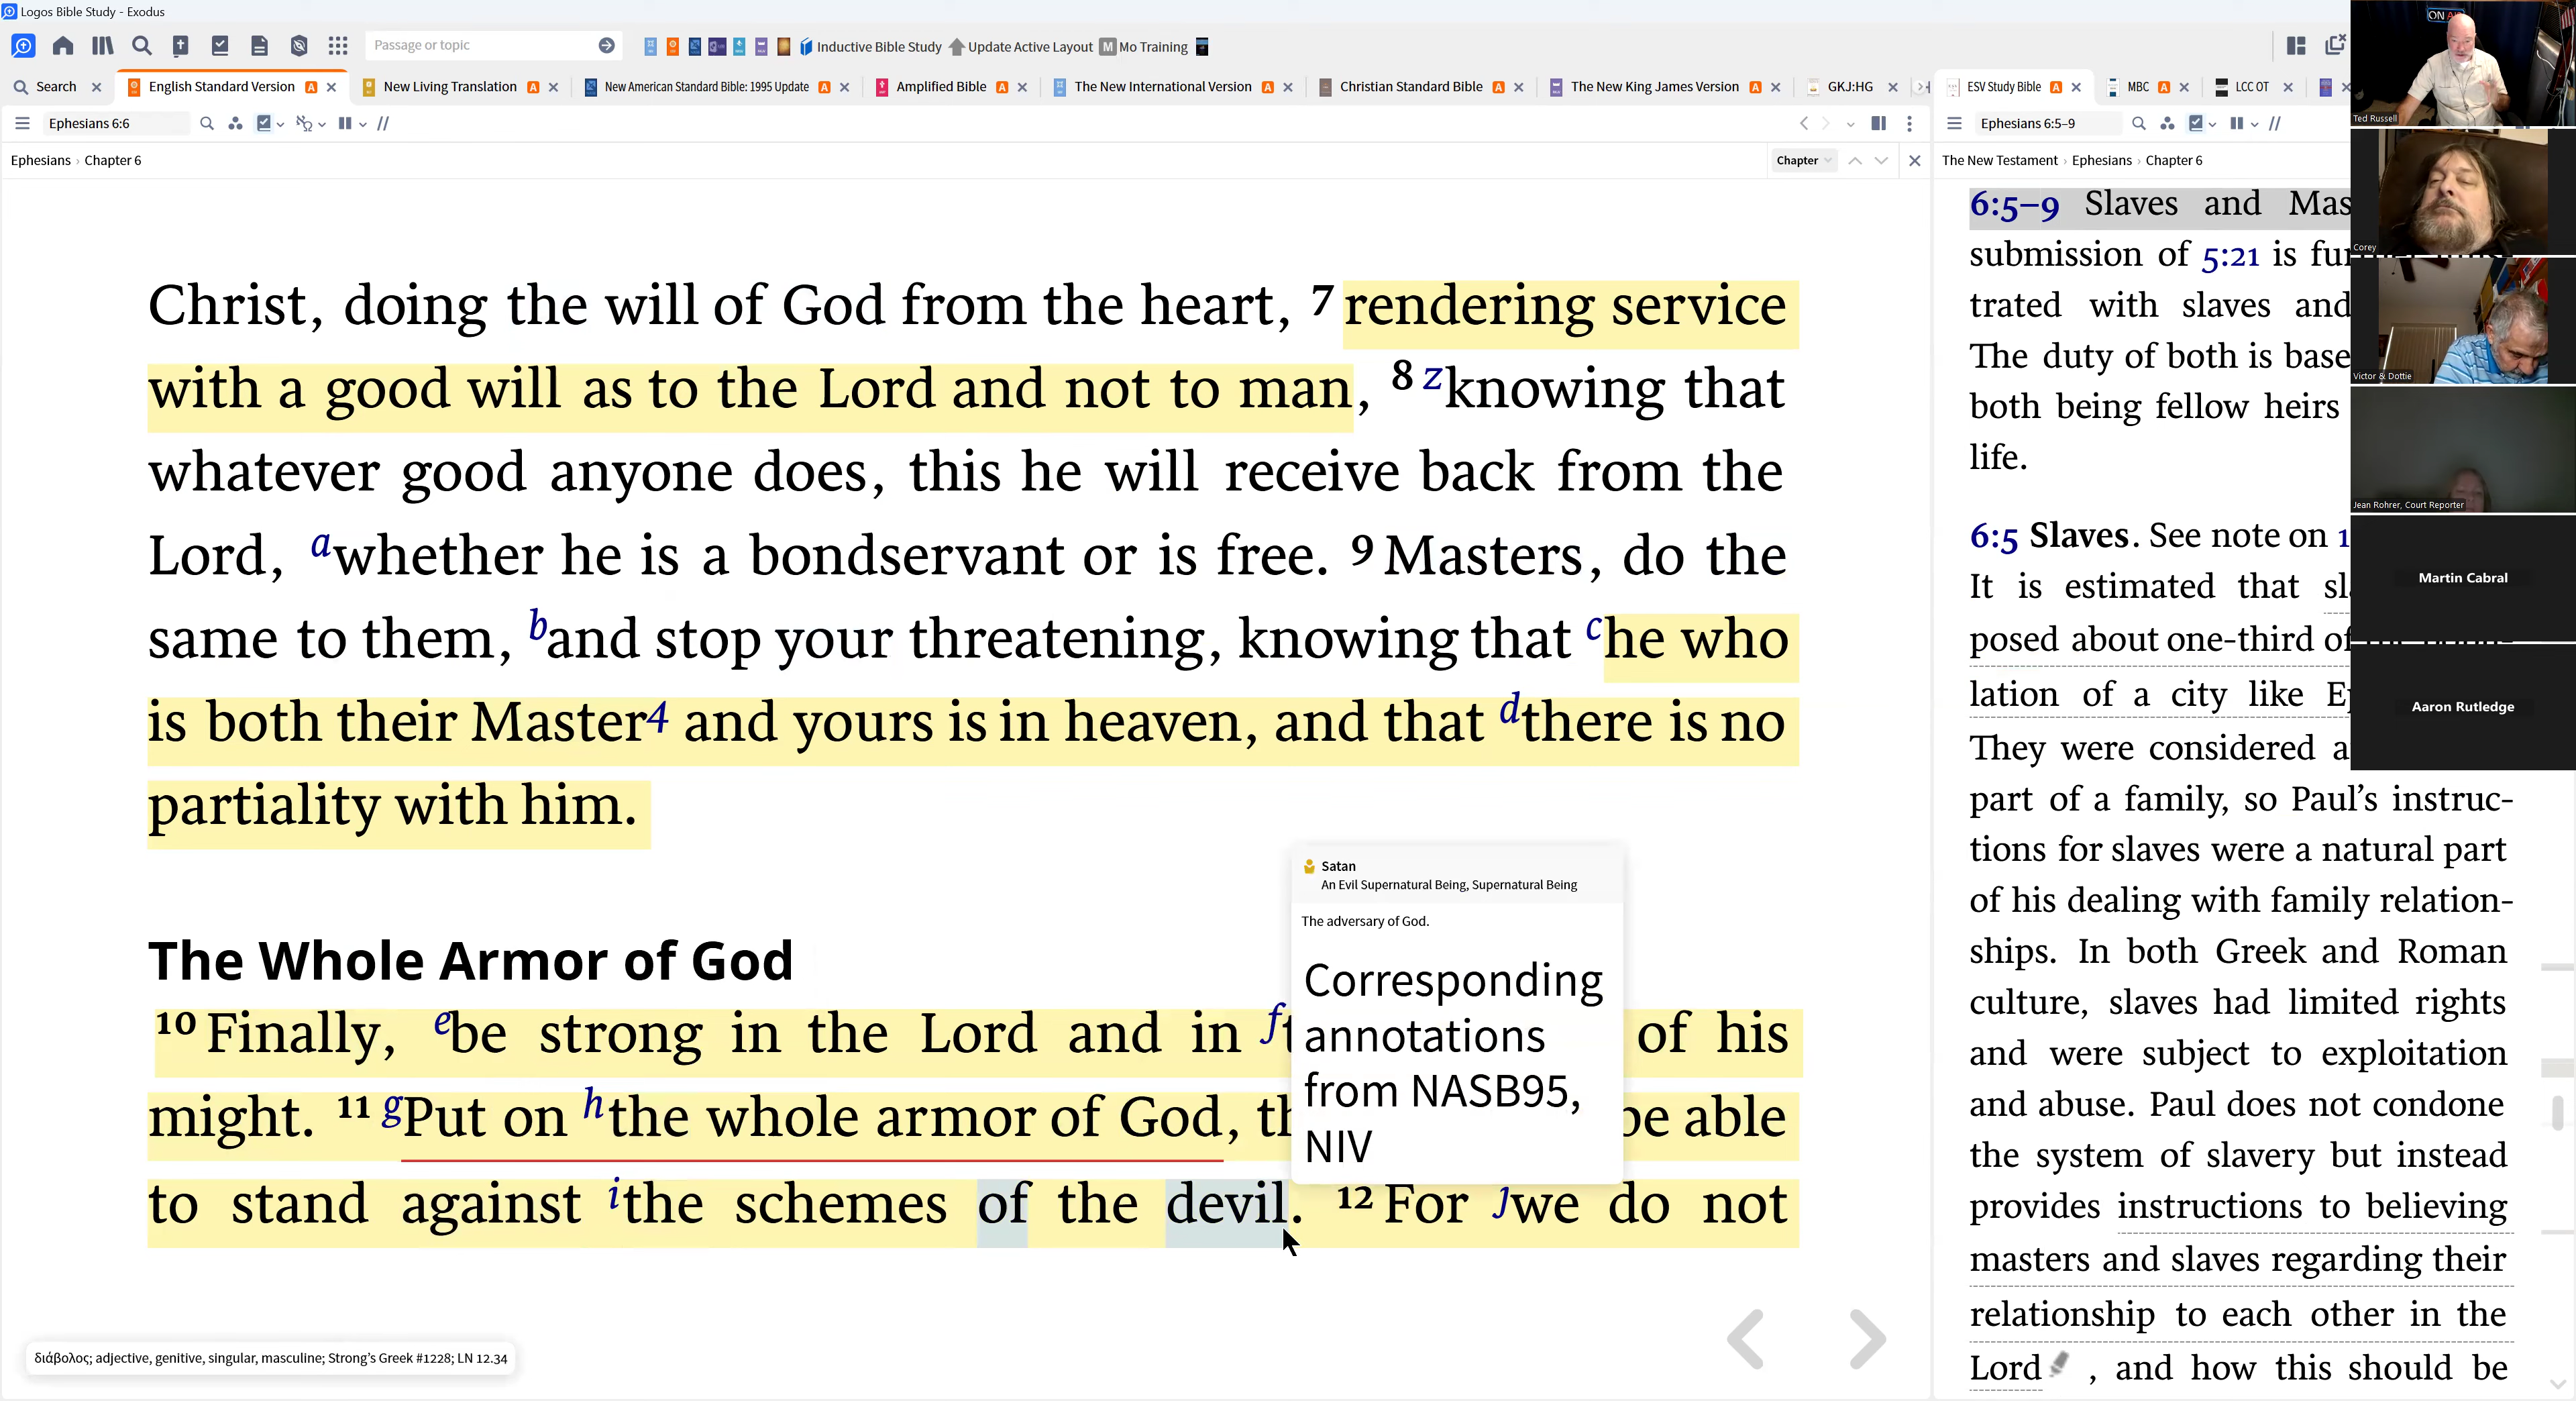 Logos Bible Study - Exodus
Passage or topic
Inductive Bible Study Update Active Layout M Mo Training
Search English Standard Version A New Living Translation A New American Standard Bible: 1995 Update A Amplified Bible A The New International Version A Christian Standard Bible A The New King James Version A GKJ:HG
Ephesians 6:6
Ephesians › Chapter 6
Chapter
Christ, doing the will of God from the heart, 7 rendering service
with a good will as to the Lord and not to man, 8 z knowing that
whatever good anyone does, this he will receive back from the
Lord, a whether he is a bondservant or is free. 9 Masters, do the
same to them, b and stop your threatening, knowing that c he who
is both their Master4 and yours is in heaven, and that d there is no
partiality with him.
The Whole Armor of God
10 Finally, e be strong in the Lord and in f of his
might. 11 g Put on h the whole armor of God, be able
to stand against i the schemes of the devil. 12 For j we do not
Satan
An Evil Supernatural Being, Supernatural Being
The adversary of God.
Corresponding
annotations
from NASB95,
NIV
διάβολος; adjective, genitive, singular, masculine; Strong's Greek #1228; LN 12.34
ESV Study Bible A MBC A LCC OT
Ephesians 6:5–9
The New Testament › Ephesians › Chapter 6
6:5–9 Slaves and Mas
submission of 5:21 is fur
trated with slaves and
The duty of both is base
both being fellow heirs
life.
6:5 Slaves. See note on 1
It is estimated that sl
posed about one-third of
lation of a city like Ep
They were considered a
part of a family, so Paul's instruc-
tions for slaves were a natural part
of his dealing with family relation-
ships. In both Greek and Roman
culture, slaves had limited rights
and were subject to exploitation
and abuse. Paul does not condone
the system of slavery but instead
provides instructions to believing
masters and slaves regarding their
relationship to each other in the
Lord , and how this should be
ON
Ted Russell
Corey
Victor & Dottie
Jean Rohrer, Court Reporter
Martin Cabral
Aaron Rutledge